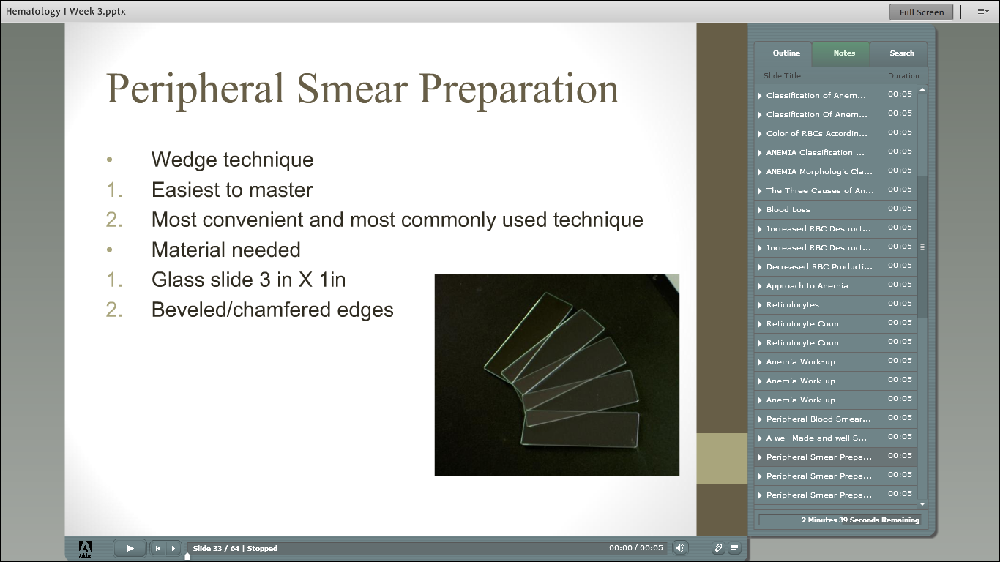 Hematology I Week 3.pptx
Full Screen
Peripheral Smear Preparation
• Wedge technique
1. Easiest to master
2. Most convenient and most commonly used technique
• Material needed
1. Glass slide 3 in X 1in
2. Beveled/chamfered edges
Outline Notes Search
Slide Title Duration
Classification of Anem... 00:05
Classification Of Anem... 00:05
Color of RBCs Accordin... 00:05
ANEMIA Classification ... 00:05
ANEMIA Morphologic Cla... 00:05
The Three Causes of An... 00:05
Blood Loss 00:05
Increased RBC Destruct... 00:05
Increased RBC Destruct... 00:05
Decreased RBC Producti... 00:05
Approach to Anemia 00:05
Reticulocytes 00:05
Reticulocyte Count 00:05
Reticulocyte Count 00:05
Anemia Work-up 00:05
Anemia Work-up 00:05
Anemia Work-up 00:05
Peripheral Blood Smear... 00:05
A well Made and well S... 00:05
Peripheral Smear Prepa... 00:05
Peripheral Smear Prepa... 00:05
Peripheral Smear Prepa... 00:05
2 Minutes 39 Seconds Remaining
Adobe
Slide 33 / 64 | Stopped 00:00 / 00:05